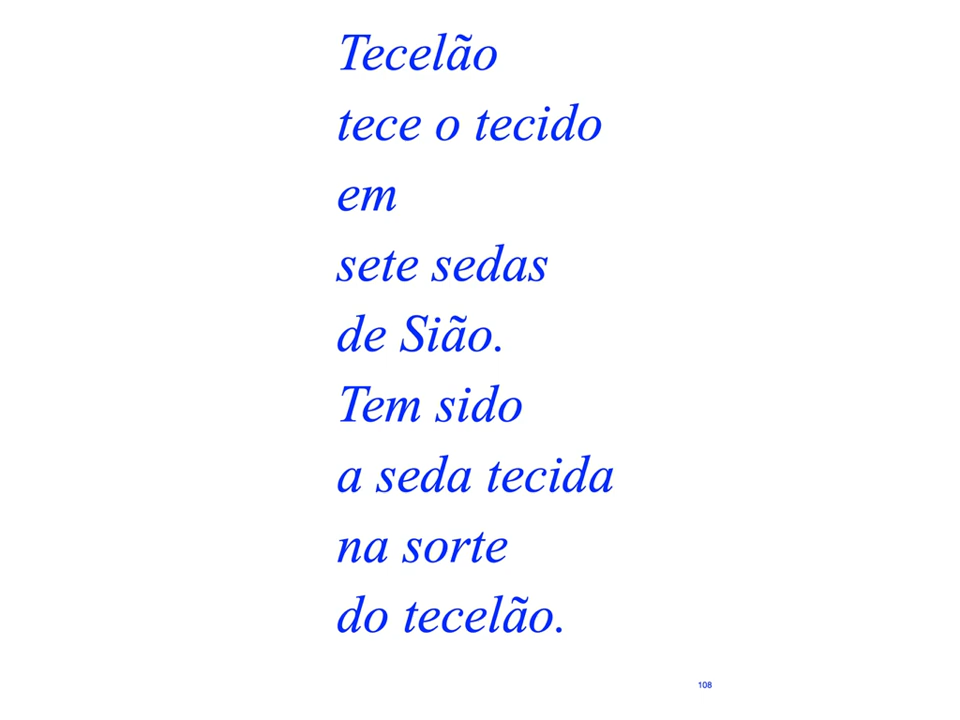 Tecelão
tece o tecido
em
sete sedas
de Sião.
Tem sido
a seda tecida
na sorte
do tecelão.
108